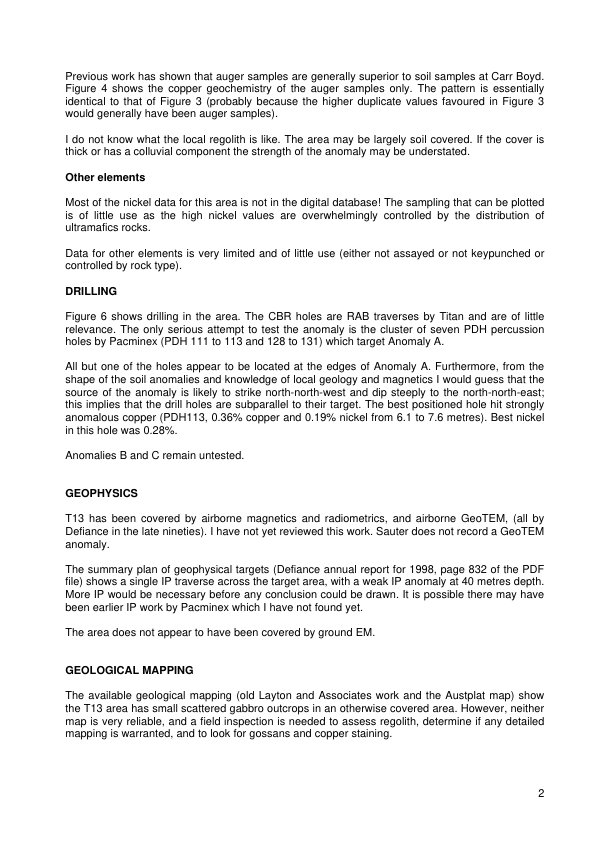 Previous work has shown that auger samples are generally superior to soil samples at Carr Boyd.
Figure 4 shows the copper geochemistry of the auger samples only. The pattern is essentially
identical to that of Figure 3 (probably because the higher duplicate values favoured in Figure 3
would generally have been auger samples).
I do not know what the local regolith is like. The area may be largely soil covered. If the cover is
thick or has a colluvial component the strength of the anomaly may be understated.
Other elements
Most of the nickel data for this area is not in the digital database! The sampling that can be plotted
is of little use as the high nickel values are overwhelmingly controlled by the distribution of
ultramafics rocks.
Data for other elements is very limited and of little use (either not assayed or not keypunched or
controlled by rock type).
DRILLING
Figure 6 shows drilling in the area. The CBR holes are RAB traverses by Titan and are of little
relevance. The only serious attempt to test the anomaly is the cluster of seven PDH percussion
holes by Pacminex (PDH 111 to 113 and 128 to 131) which target Anomaly A.
All but one of the holes appear to be located at the edges of Anomaly A. Furthermore, from the
shape of the soil anomalies and knowledge of local geology and magnetics I would guess that the
source of the anomaly is likely to strike north-north-west and dip steeply to the north-north-east;
this implies that the drill holes are subparallel to their target. The best positioned hole hit strongly
anomalous copper (PDH113, 0.36% copper and 0.19% nickel from 6.1 to 7.6 metres). Best nickel
in this hole was 0.28%.
Anomalies B and C remain untested.
GEOPHYSICS
T13 has been covered by airborne magnetics and radiometrics, and airborne GeoTEM, (all by
Defiance in the late nineties). I have not yet reviewed this work. Sauter does not record a GeoTEM
anomaly.
The summary plan of geophysical targets (Defiance annual report for 1998, page 832 of the PDF
file) shows a single IP traverse across the target area, with a weak IP anomaly at 40 metres depth.
More IP would be necessary before any conclusion could be drawn. It is possible there may have
been earlier IP work by Pacminex which I have not found yet.
The area does not appear to have been covered by ground EM.
GEOLOGICAL MAPPING
The available geological mapping (old Layton and Associates work and the Austplat map) show
the T13 area has small scattered gabbro outcrops in an otherwise covered area. However, neither
map is very reliable, and a field inspection is needed to assess regolith, determine if any detailed
mapping is warranted, and to look for gossans and copper staining.
2